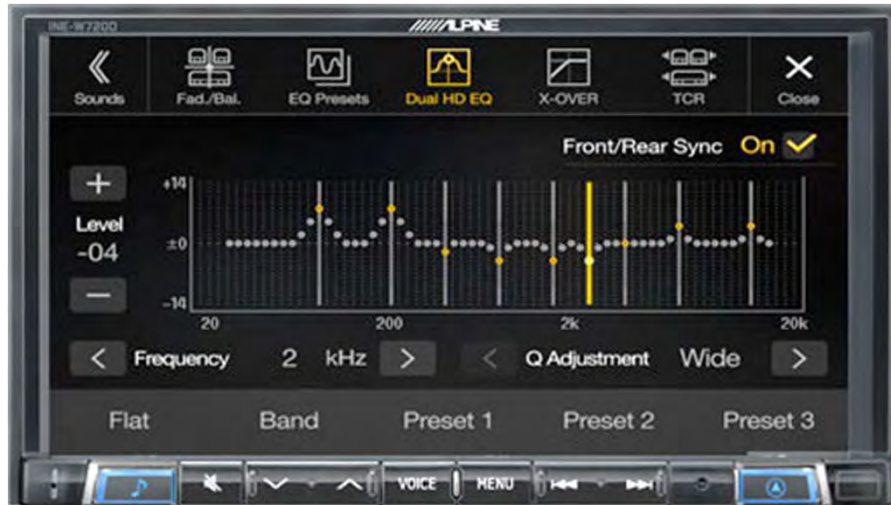 INE-W720D
ALPINE
Sounds
Fad./Bal.
EQ Presets
Dual HD EQ
X-OVER
TCR
Close
Front/Rear Sync On
+14
Level
-04
±0
-14
20 200 2k 20k
Frequency 2 kHz
Q Adjustment Wide
Flat Band Preset 1 Preset 2 Preset 3
VOICE MENU